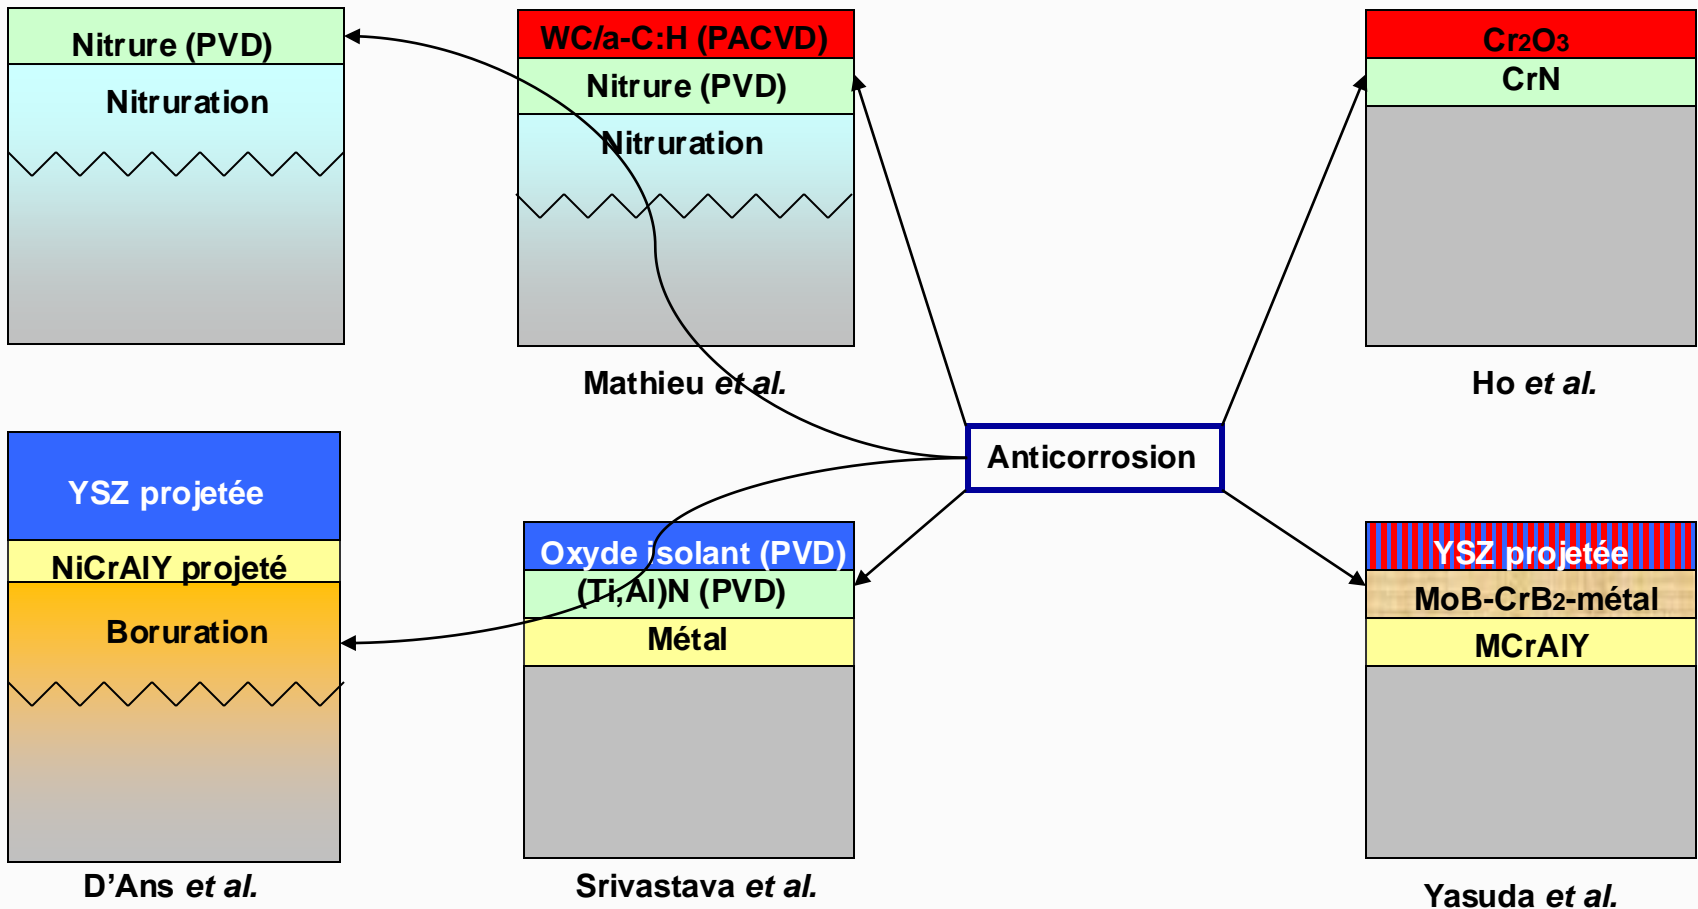 Nitrure (PVD)
Nitruration
WC/a-C:H (PACVD)
Nitrure (PVD)
Nitruration
Mathieu et al.
Cr2O3
CrN
Ho et al.
Anticorrosion
YSZ projetée
NiCrAlY projeté
Boruration
D’Ans et al.
Oxyde isolant (PVD)
(Ti,Al)N (PVD)
Métal
Srivastava et al.
YSZ projetée
MoB-CrB2-métal
MCrAlY
Yasuda et al.